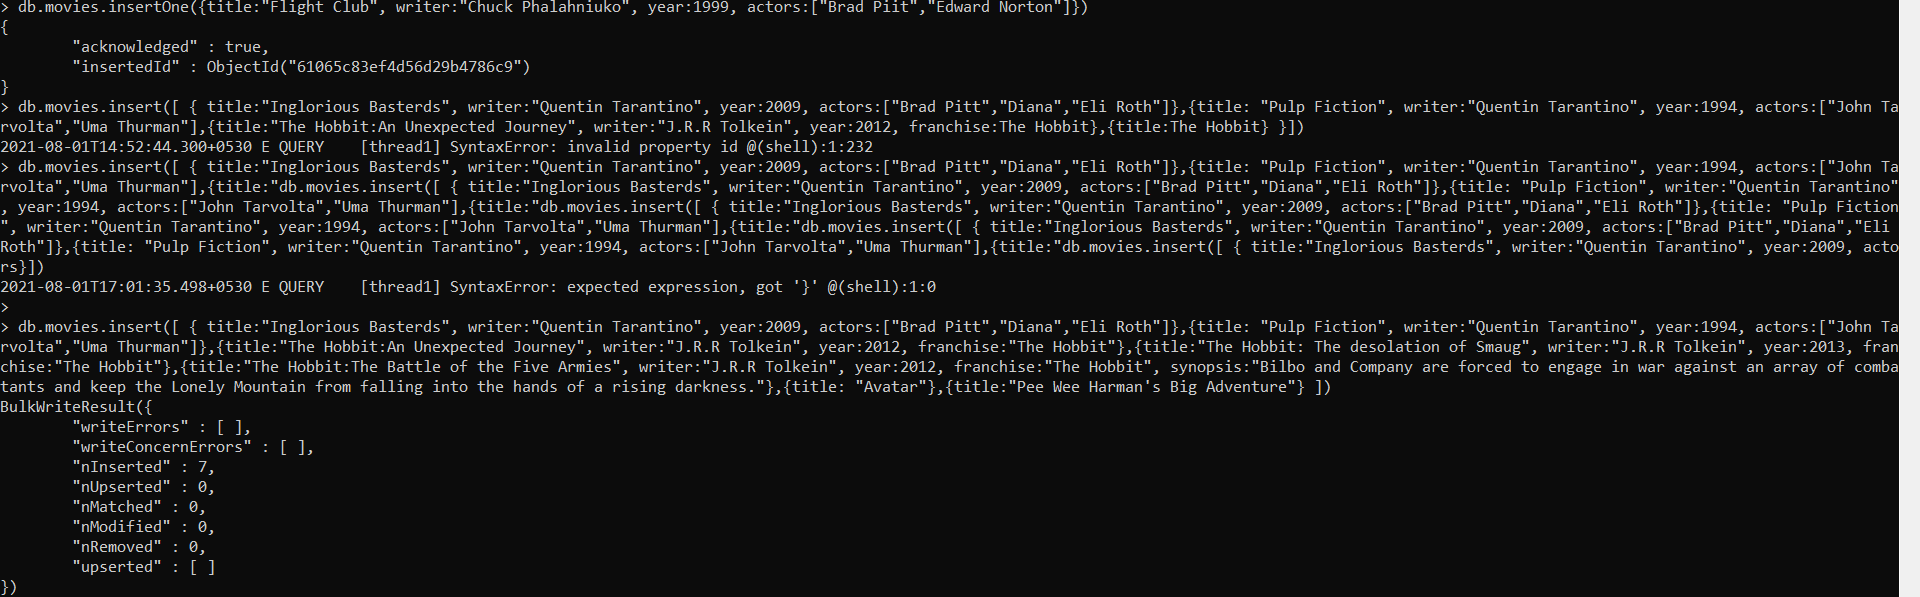 > db.movies.insertOne({title:"Flight Club", writer:"Chuck Phalahniuko", year:1999, actors:["Brad Piit","Edward Norton"]})
{
        "acknowledged" : true,
        "insertedId" : ObjectId("61065c83ef4d56d29b4786c9")
}
> db.movies.insert([ { title:"Inglorious Basterds", writer:"Quentin Tarantino", year:2009, actors:["Brad Pitt","Diana","Eli Roth"]},{title: "Pulp Fiction", writer:"Quentin Tarantino", year:1994, actors:["John Ta
rvolta","Uma Thurman"],{title:"The Hobbit:An Unexpected Journey", writer:"J.R.R Tolkein", year:2012, franchise:The Hobbit},{title:The Hobbit} }])
2021-08-01T14:52:44.300+0530 E QUERY    [thread1] SyntaxError: invalid property id @(shell):1:232
> db.movies.insert([ { title:"Inglorious Basterds", writer:"Quentin Tarantino", year:2009, actors:["Brad Pitt","Diana","Eli Roth"]},{title: "Pulp Fiction", writer:"Quentin Tarantino", year:1994, actors:["John Ta
rvolta","Uma Thurman"],{title:"db.movies.insert([ { title:"Inglorious Basterds", writer:"Quentin Tarantino", year:2009, actors:["Brad Pitt","Diana","Eli Roth"]},{title: "Pulp Fiction", writer:"Quentin Tarantino"
, year:1994, actors:["John Tarvolta","Uma Thurman"],{title:"db.movies.insert([ { title:"Inglorious Basterds", writer:"Quentin Tarantino", year:2009, actors:["Brad Pitt","Diana","Eli Roth"]},{title: "Pulp Fiction
", writer:"Quentin Tarantino", year:1994, actors:["John Tarvolta","Uma Thurman"],{title:"db.movies.insert([ { title:"Inglorious Basterds", writer:"Quentin Tarantino", year:2009, actors:["Brad Pitt","Diana","Eli 
Roth"]},{title: "Pulp Fiction", writer:"Quentin Tarantino", year:1994, actors:["John Tarvolta","Uma Thurman"],{title:"db.movies.insert([ { title:"Inglorious Basterds", writer:"Quentin Tarantino", year:2009, acto
rs}])
2021-08-01T17:01:35.498+0530 E QUERY    [thread1] SyntaxError: expected expression, got '}' @(shell):1:0
>
> db.movies.insert([ { title:"Inglorious Basterds", writer:"Quentin Tarantino", year:2009, actors:["Brad Pitt","Diana","Eli Roth"]},{title: "Pulp Fiction", writer:"Quentin Tarantino", year:1994, actors:["John Ta
rvolta","Uma Thurman"]},{title:"The Hobbit:An Unexpected Journey", writer:"J.R.R Tolkein", year:2012, franchise:"The Hobbit"},{title:"The Hobbit: The desolation of Smaug", writer:"J.R.R Tolkein", year:2013, fran
chise:"The Hobbit"},{title:"The Hobbit:The Battle of the Five Armies", writer:"J.R.R Tolkein", year:2012, franchise:"The Hobbit", synopsis:"Bilbo and Company are forced to engage in war against an array of comba
tants and keep the Lonely Mountain from falling into the hands of a rising darkness."},{title: "Avatar"},{title:"Pee Wee Harman's Big Adventure"} ])
BulkWriteResult({
        "writeErrors" : [ ],
        "writeConcernErrors" : [ ],
        "nInserted" : 7,
        "nUpserted" : 0,
        "nMatched" : 0,
        "nModified" : 0,
        "nRemoved" : 0,
        "upserted" : [ ]
})